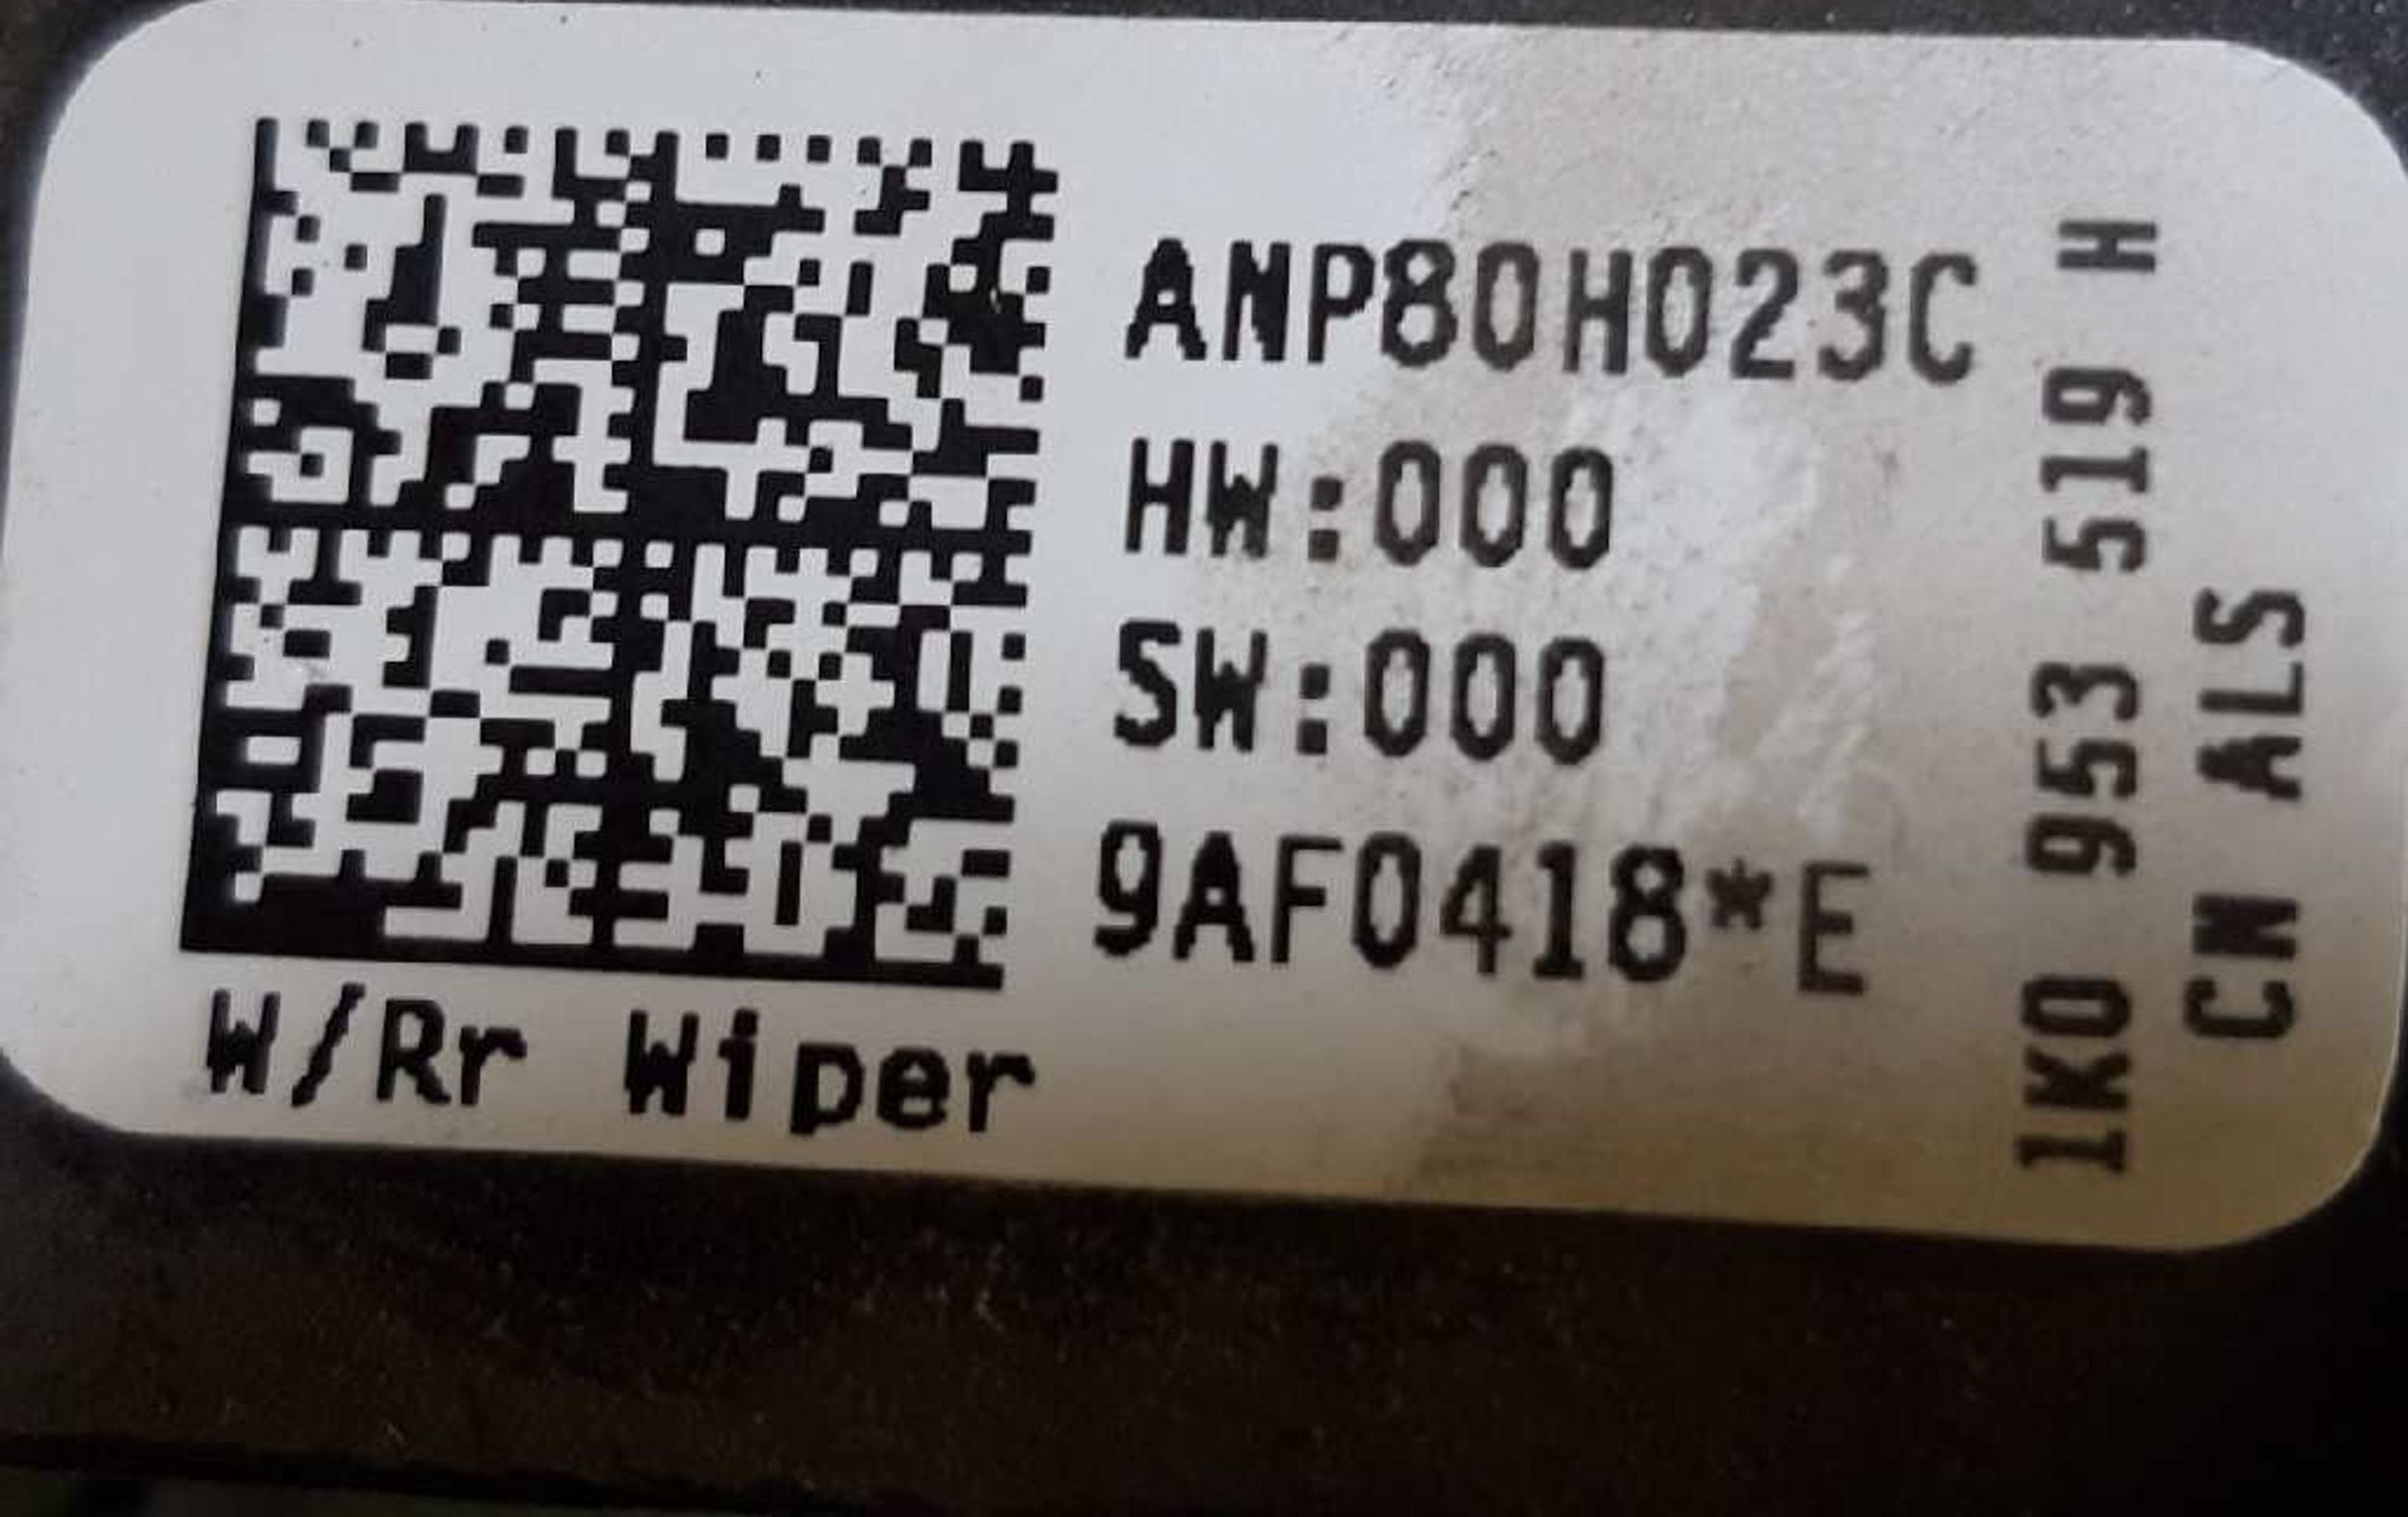 ANP80H023C
HW:000
SW:000
9AF0418*E
W/Rr Wiper
1K0 953 519 H
CN ALS